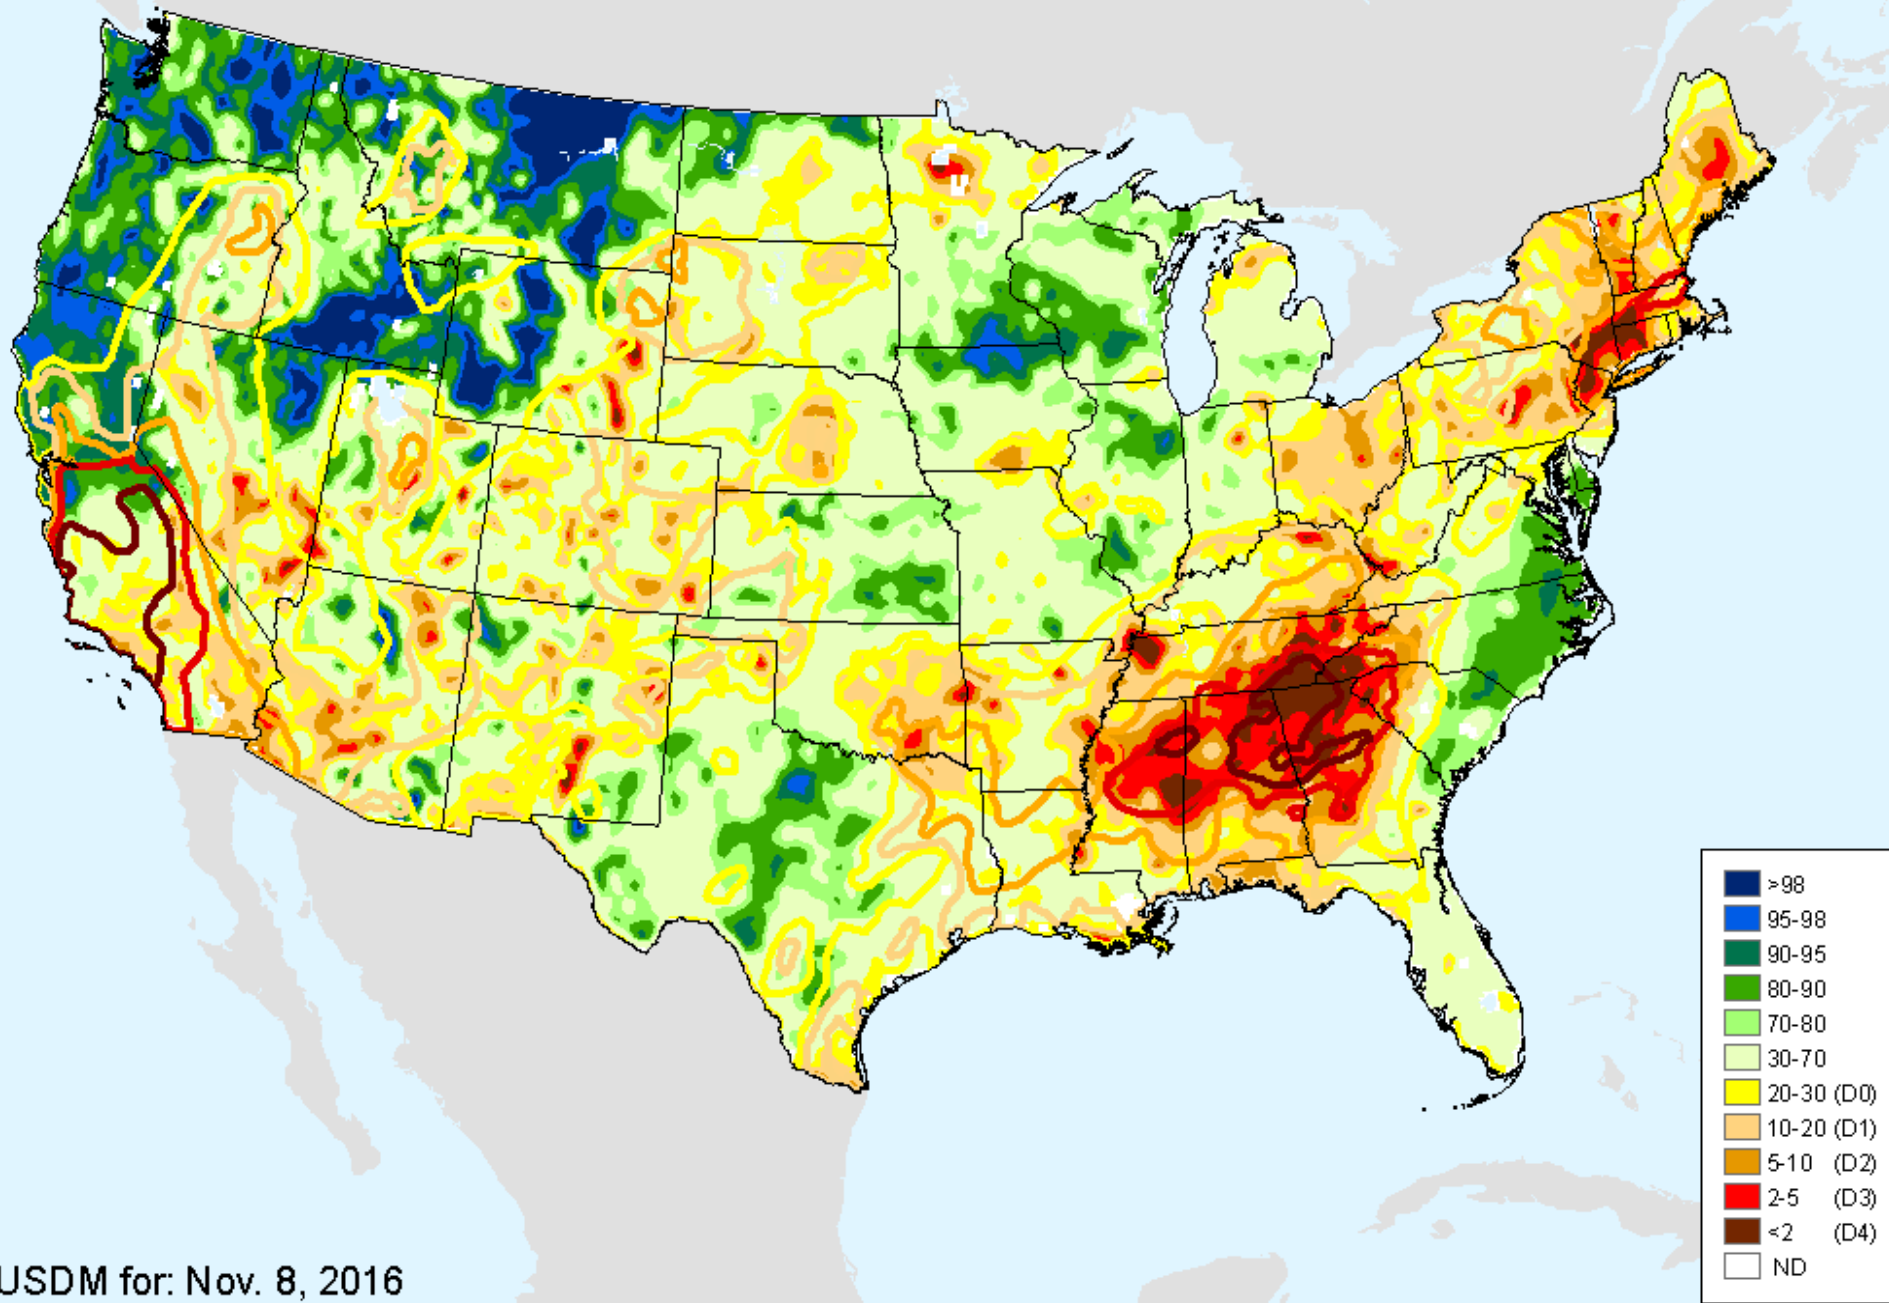 >98
95-98
90-95
80-90
70-80
30-70
20-30 (D0)
10-20 (D1)
5-10 (D2)
2-5 (D3)
<2 (D4)
ND
USDM for: Nov. 8, 2016